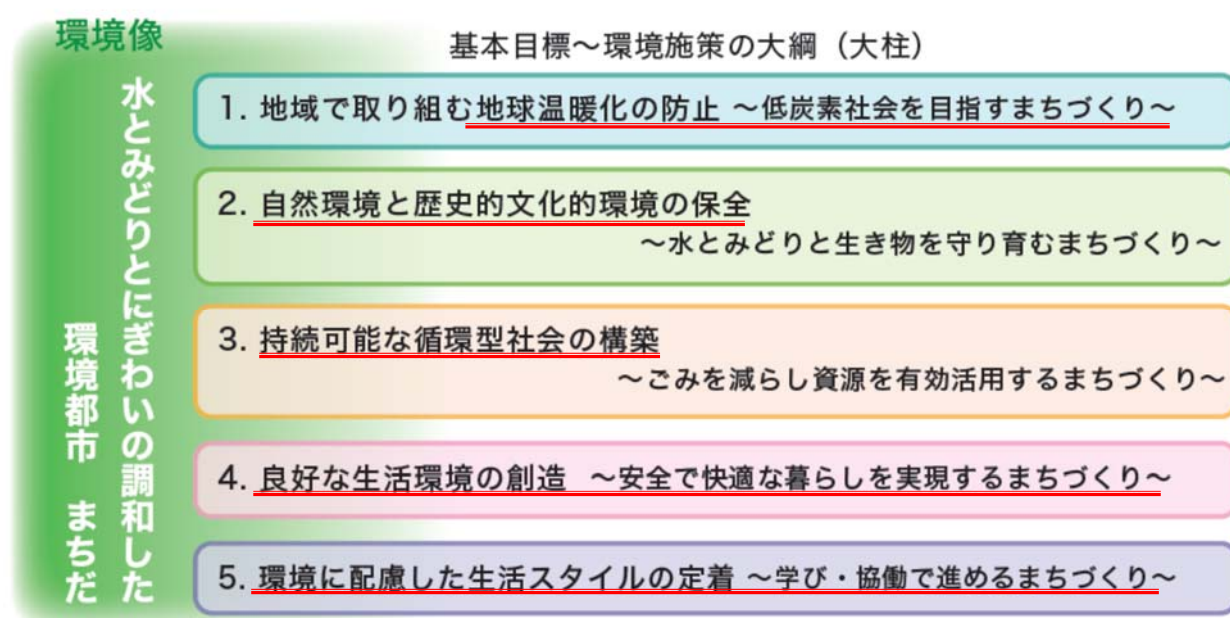 環境像
水とみどりとにぎわいの調和した
環境都市　まちだ
基本目標～環境施策の大綱（大柱）
1. 地域で取り組む地球温暖化の防止 ～低炭素社会を目指すまちづくり～
2. 自然環境と歴史的文化的環境の保全
～水とみどりと生き物を守り育むまちづくり～
3. 持続可能な循環型社会の構築
～ごみを減らし資源を有効活用するまちづくり～
4. 良好な生活環境の創造 ～安全で快適な暮らしを実現するまちづくり～
5. 環境に配慮した生活スタイルの定着 ～学び・協働で進めるまちづくり～